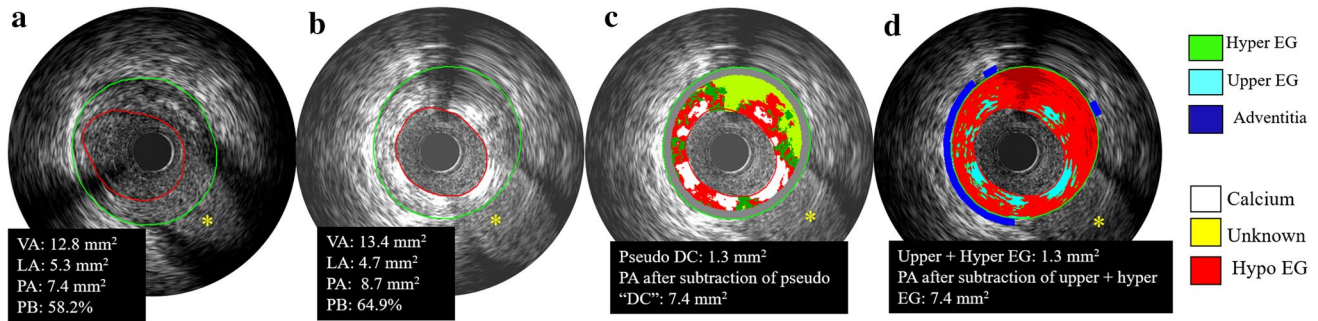 a
b
c
d
*
*
*
*
VA: 12.8 mm²
LA: 5.3 mm²
PA: 7.4 mm²
PB: 58.2%
VA: 13.4 mm²
LA: 4.7 mm²
PA: 8.7 mm²
PB: 64.9%
Pseudo DC: 1.3 mm²
PA after subtraction of pseudo
“DC”: 7.4 mm²
Upper + Hyper EG: 1.3 mm²
PA after subtraction of upper + hyper
EG: 7.4 mm²
Hyper EG
Upper EG
Adventitia
Calcium
Unknown
Hypo EG